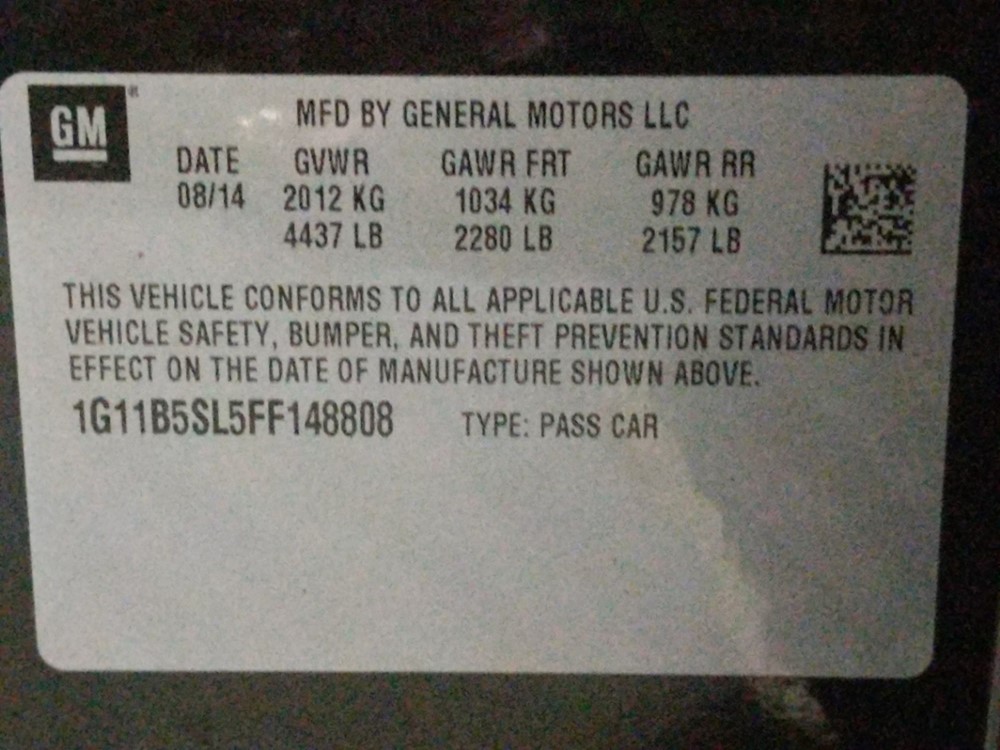 GM
MFD BY GENERAL MOTORS LLC
DATE GVWR GAWR FRT GAWR RR
08/14 2012 KG 1034 KG 978 KG
4437 LB 2280 LB 2157 LB
THIS VEHICLE CONFORMS TO ALL APPLICABLE U.S. FEDERAL MOTOR
VEHICLE SAFETY, BUMPER, AND THEFT PREVENTION STANDARDS IN
EFFECT ON THE DATE OF MANUFACTURE SHOWN ABOVE.
1G11B5SL5FF148808 TYPE: PASS CAR